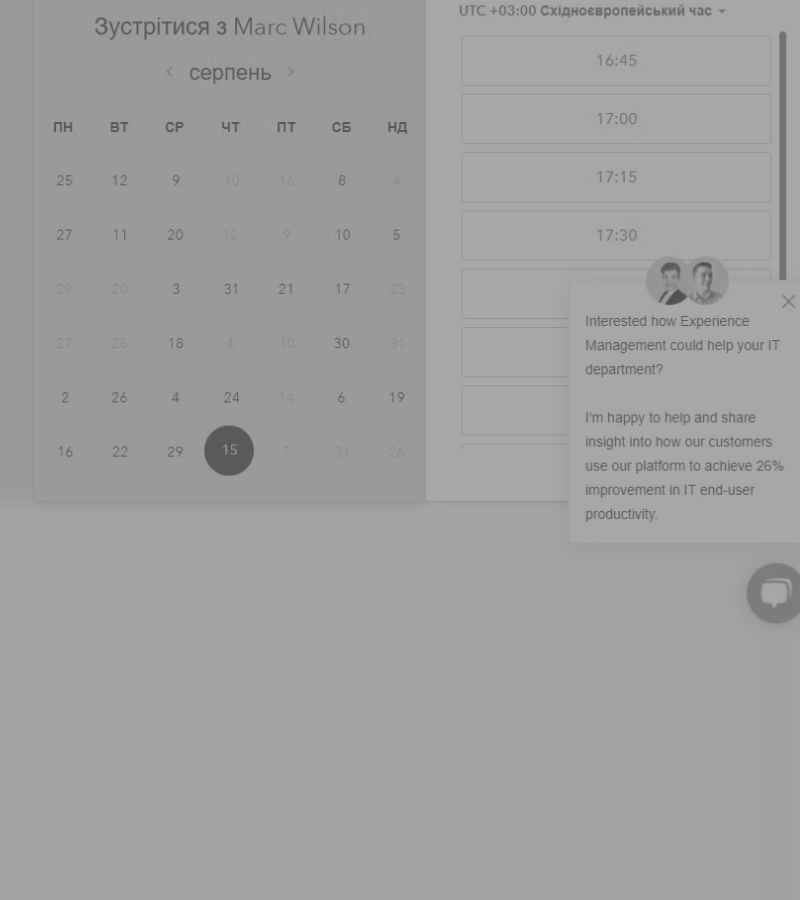 Зустрітися з Marc Wilson
серпень
ПН ВТ СР ЧТ ПТ СБ НД
25 12 9 10 16 8 4
27 11 20 12 9 10 5
29 20 3 31 21 17 23
27 28 18 4 10 30 31
2 26 4 24 14 6 19
16 22 29 15 7 31 26
UTC +03:00 Східноєвропейський час
16:45
17:00
17:15
17:30
Interested how Experience
Management could help your IT
department?
I'm happy to help and share
insight into how our customers
use our platform to achieve 26%
improvement in IT end-user
productivity.